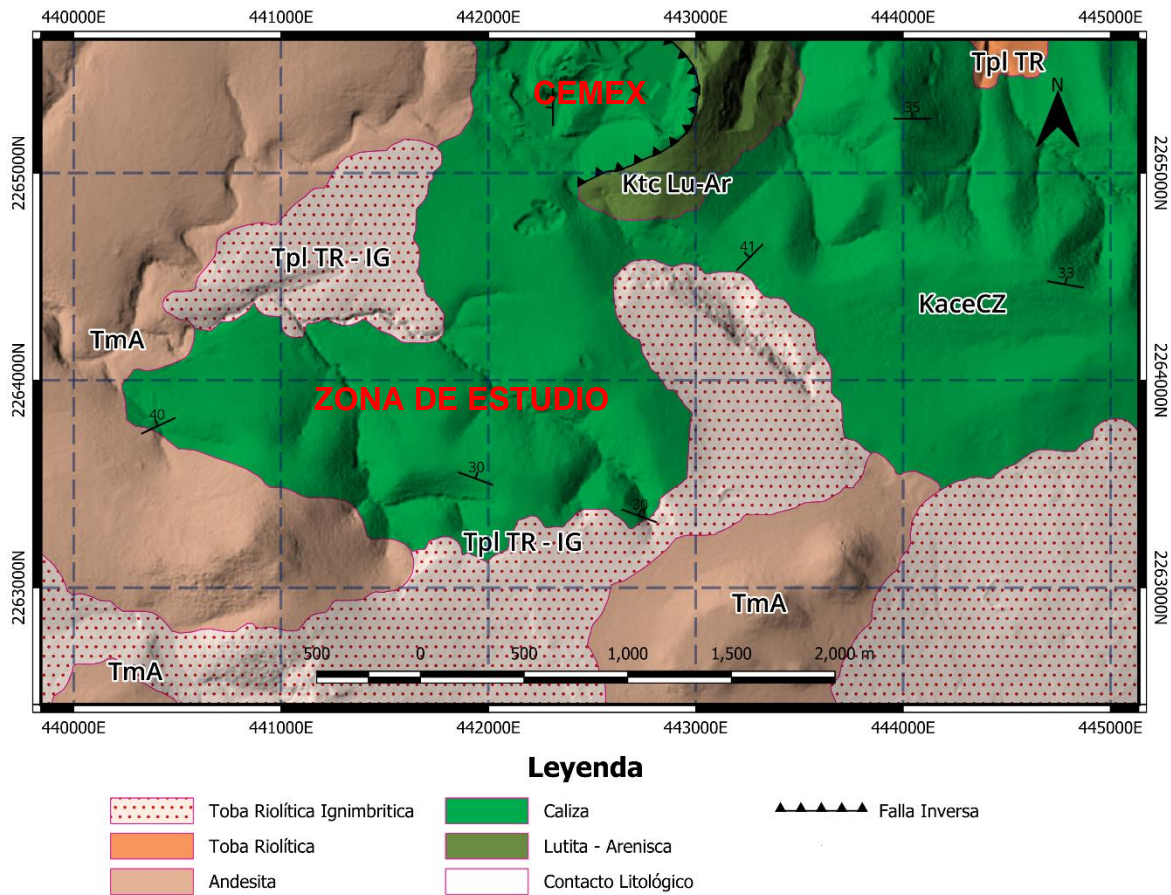 440000E 441000E 442000E 443000E 444000E 445000E
Tpl TR
CEMEX
N
35
2265000N
2265000N
Ktc Lu-Ar
41
Tpl TR - IG
33
KaceCZ
TmA
2264000N
ZONA DE ESTUDIO
2264000N
40
30
30
Tpl TR - IG
2263000N
TmA
2263000N
TmA
500 0 500 1,000 1,500 2,000 m
440000E 441000E 442000E 443000E 444000E 445000E
Leyenda
Toba Riolítica Ignimbritica
Caliza
Falla Inversa
Toba Riolítica
Lutita - Arenisca
Andesita
Contacto Litológico